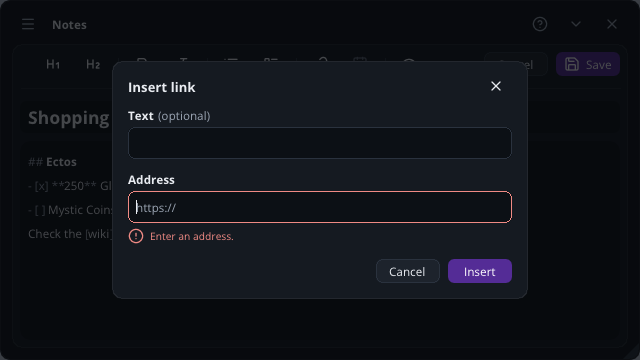 Notes
H1 H2
Save
Insert link
Text (optional)
Shopping
Address
## Ectos
https://
- [x] **250**
- [ ] Mystic Coins
Check the [wiki]
Enter an address.
Cancel Insert